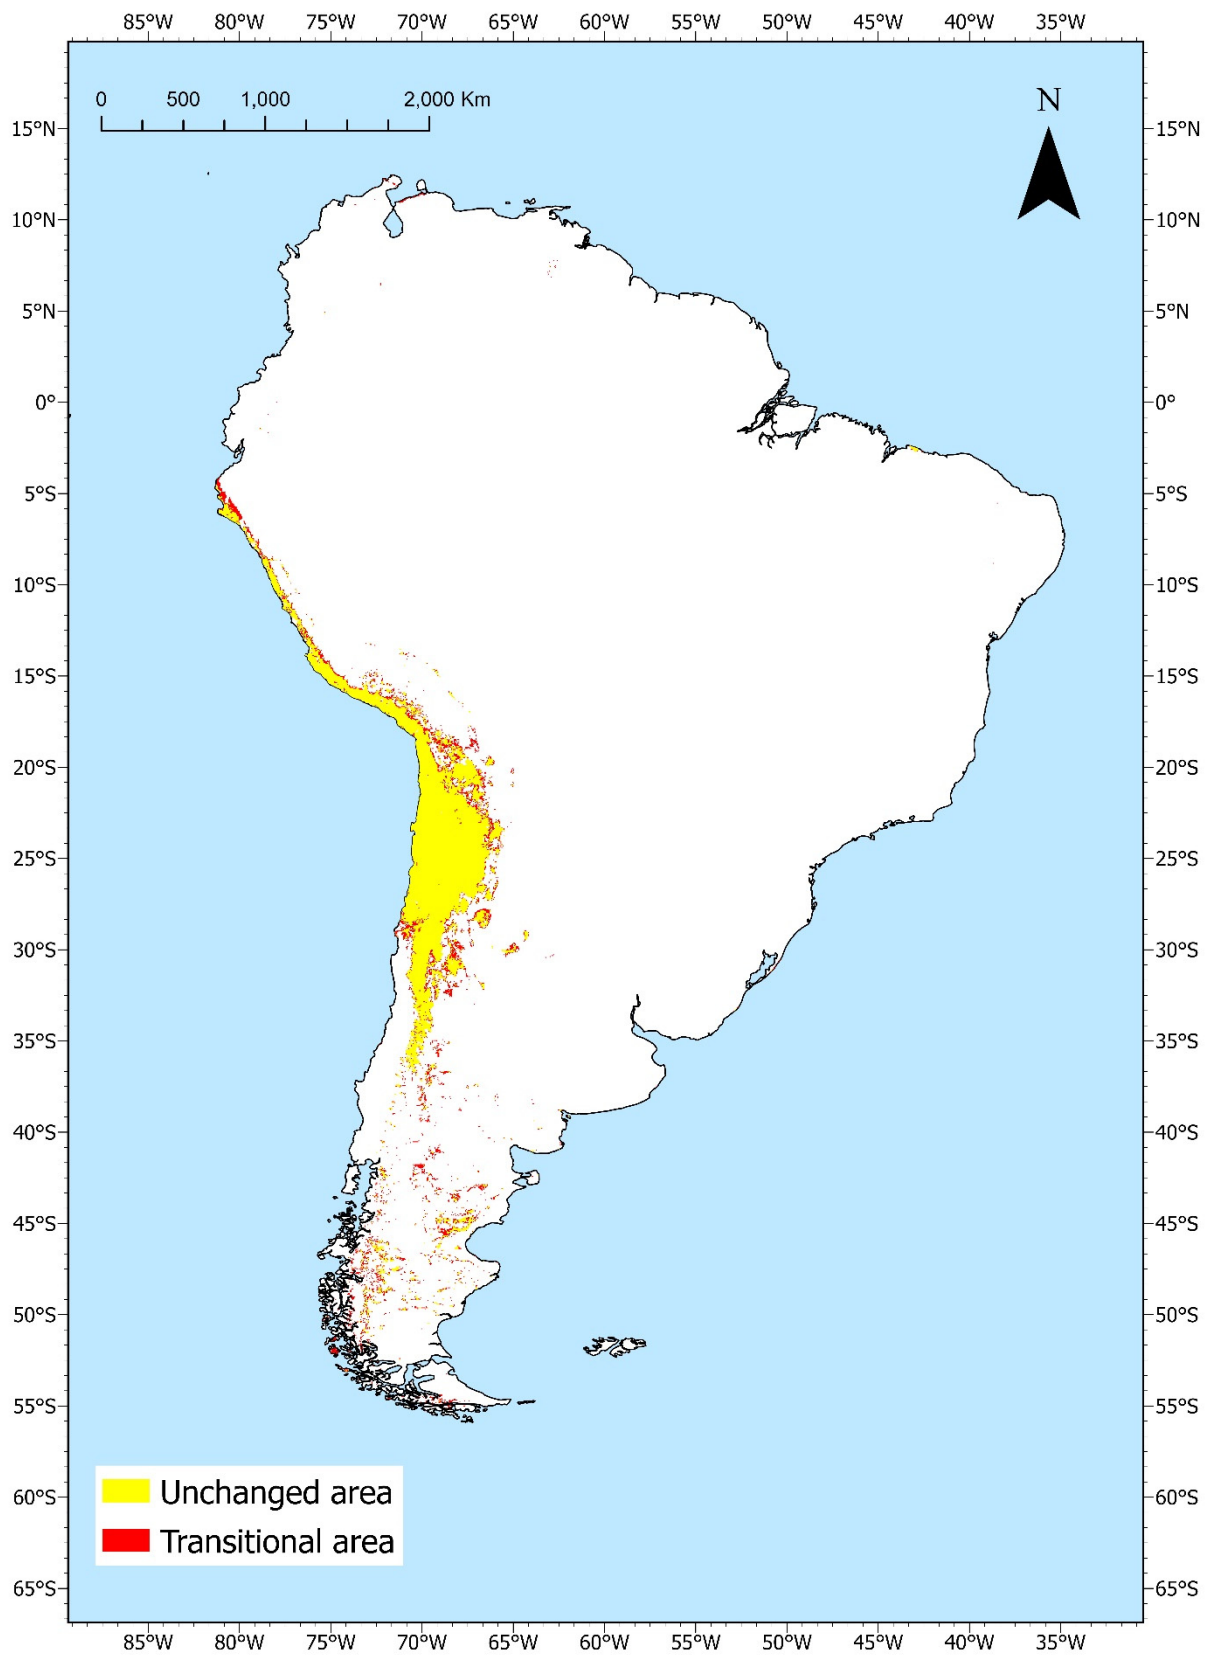 85°W 80°W 75°W 70°W 65°W 60°W 55°W 50°W 45°W 40°W 35°W
0 500 1,000 2,000 Km
N
15°N 15°N
10°N 10°N
5°N 5°N
0° 0°
5°S 5°S
10°S 10°S
15°S 15°S
20°S 20°S
25°S 25°S
30°S 30°S
35°S 35°S
40°S 40°S
45°S 45°S
50°S 50°S
55°S 55°S
Unchanged area
60°S 60°S
Transitional area
65°S 65°S
85°W 80°W 75°W 70°W 65°W 60°W 55°W 50°W 45°W 40°W 35°W